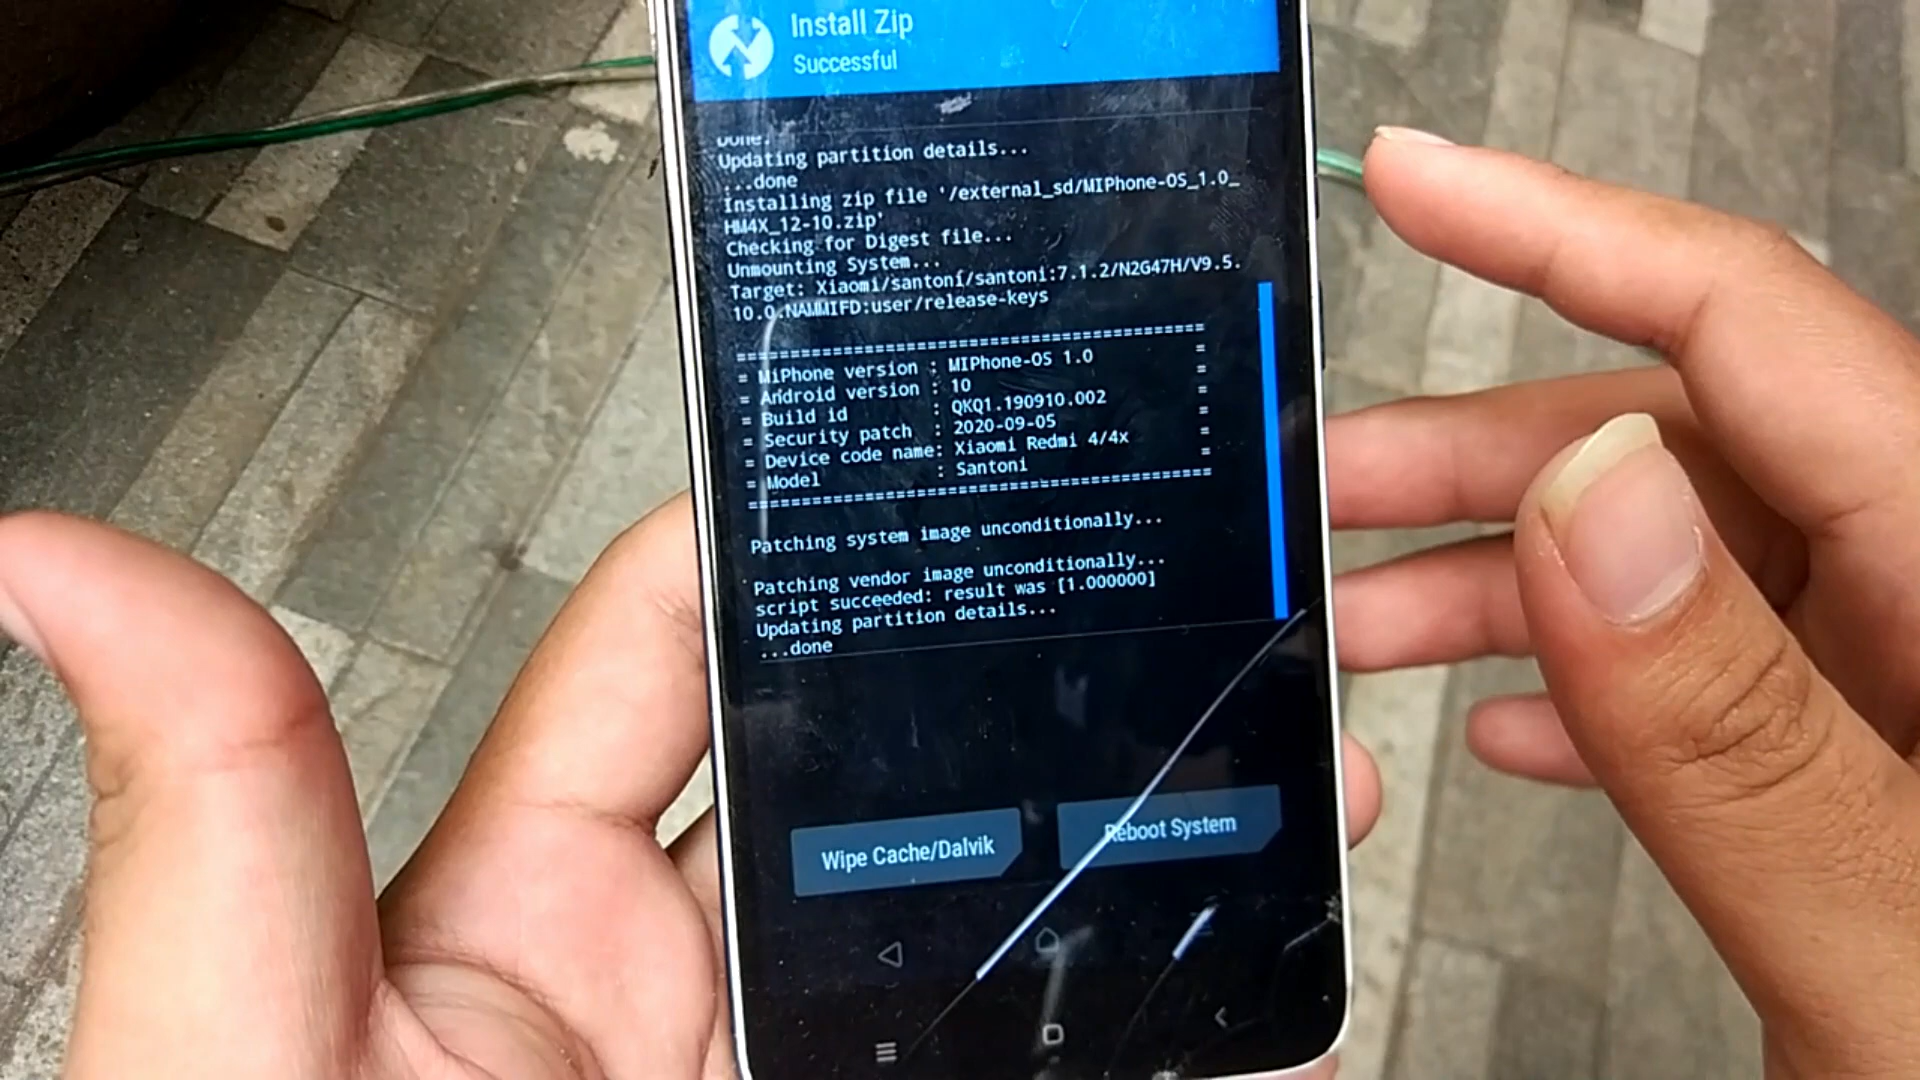 Install Zip
Successful
Done.
Updating partition details...
...done
Installing zip file '/external_sd/MIPhone-OS_1.0_
HM4X_12-10.zip'
Checking for Digest file...
Unmounting System...
Target: Xiaomi/santoni/santoni:7.1.2/N2G47H/V9.5.
10.0.NAMMIFD:user/release-keys
============================================
= MiPhone version : MIPhone-OS 1.0 =
= Android version : 10 =
= Build id : QKQ1.190910.002 =
= Security patch : 2020-09-05 =
= Device code name: Xiaomi Redmi 4/4x =
= Model : Santoni =
============================================
Patching system image unconditionally...
Patching vendor image unconditionally...
script succeeded: result was [1.000000]
Updating partition details...
...done
Wipe Cache/Dalvik
Reboot System